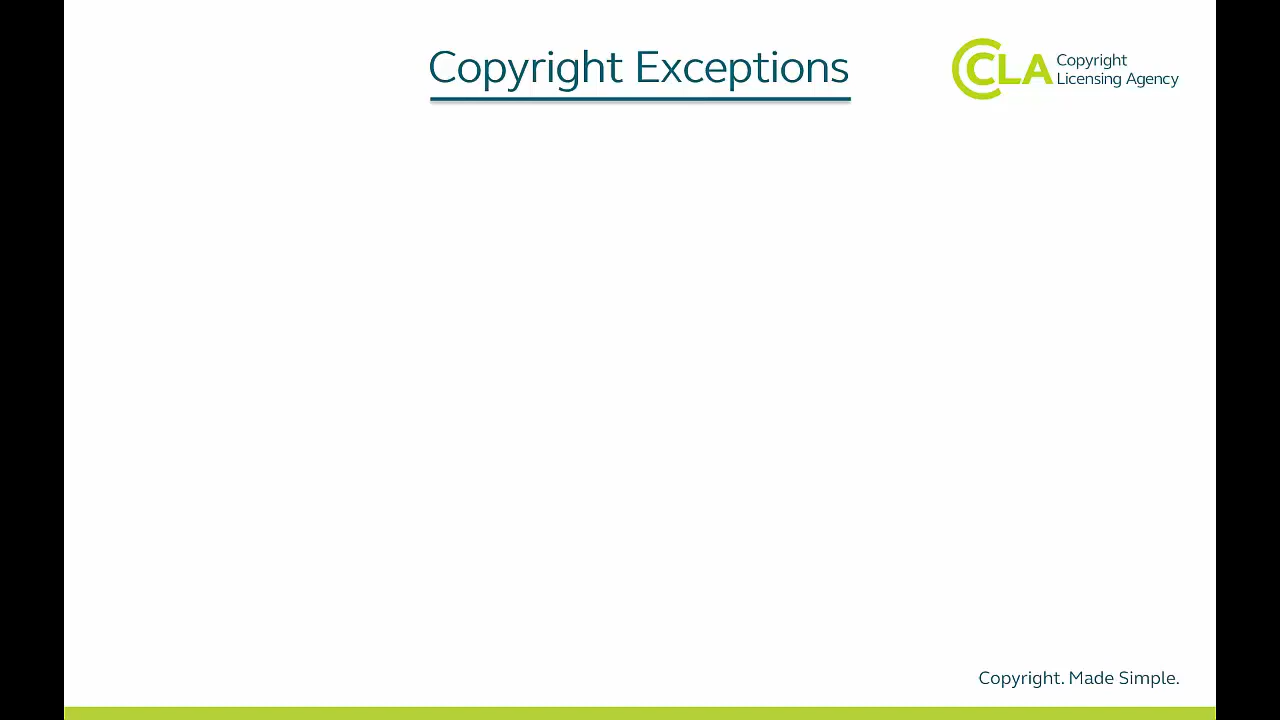 Copyright Exceptions
CLA
Copyright
Licensing Agency
Copyright. Made Simple.